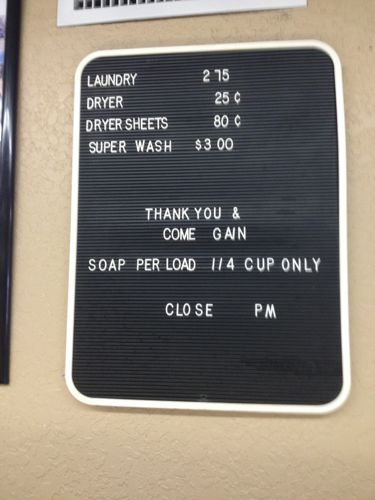 LAUNDRY 2 75
DRYER 25 ¢
DRYER SHEETS 80 ¢
SUPER WASH $3 00
THANK YOU &
COME GAIN
SOAP PER LOAD 1/4 CUP ONLY
CLOSE PM